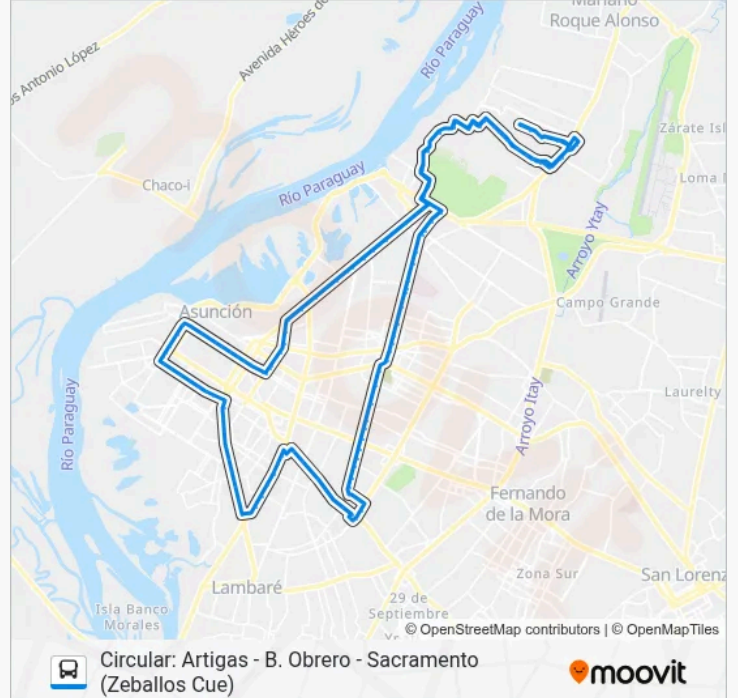 Mariano
Roque Alonso
os Antonio López
Avenida Héroes de
Río Paraguay
Zárate Isl
Chaco-i
Río Paraguay
Loma
Arroyo Ytay
Asunción
Campo Grande
Río Paraguay
Arroyo Itay
Laurelty
Fernando
de la Mora
Lambaré
Zona Sur
San Lorenz
Isla Banco
Morales
29 de
Septiembre
© OpenStreetMap contributors | © OpenMapTiles
Circular: Artigas - B. Obrero - Sacramento
(Zeballos Cue)
moovit